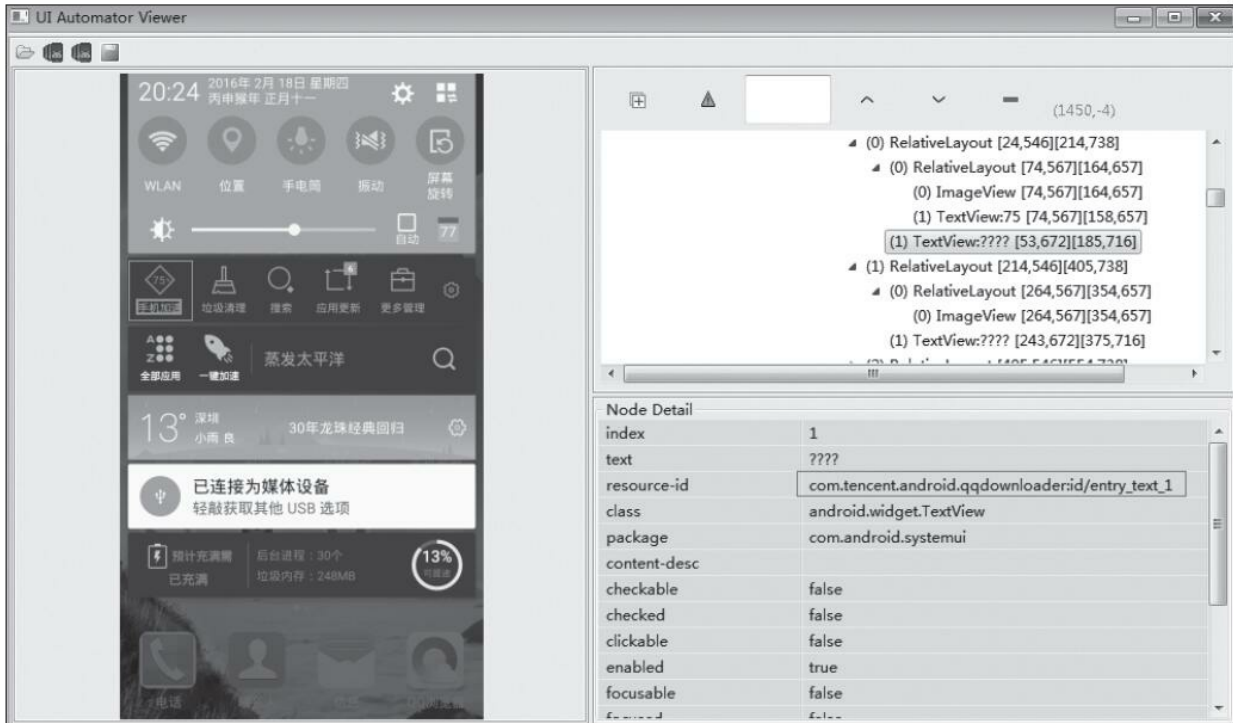 UI Automator Viewer
20:24 2016年 2月 18日 星期四
丙申猴年 正月十一
WLAN 位置 手电筒 振动 屏幕旋转
自动 77
75 6
手机加速 垃圾清理 搜索 应用更新 更多管理
A
Z
蒸发太平洋
全部应用 一键加速
13° 深圳
小雨 良
30年龙珠经典回归
已连接为媒体设备
轻敲获取其他 USB 选项
预计充满需 后台进程：30个 13%
已充满 垃圾内存：248MB
电话
(1450,-4)
(0) RelativeLayout [24,546][214,738]
(0) RelativeLayout [74,567][164,657]
(0) ImageView [74,567][164,657]
(1) TextView:75 [74,567][158,657]
(1) TextView:???? [53,672][185,716]
(1) RelativeLayout [214,546][405,738]
(0) RelativeLayout [264,567][354,657]
(0) ImageView [264,567][354,657]
(1) TextView:???? [243,672][375,716]
Node Detail
index 1
text ????
resource-id com.tencent.android.qqdownloader:id/entry_text_1
class android.widget.TextView
package com.android.systemui
content-desc
checkable false
checked false
clickable false
enabled true
focusable false